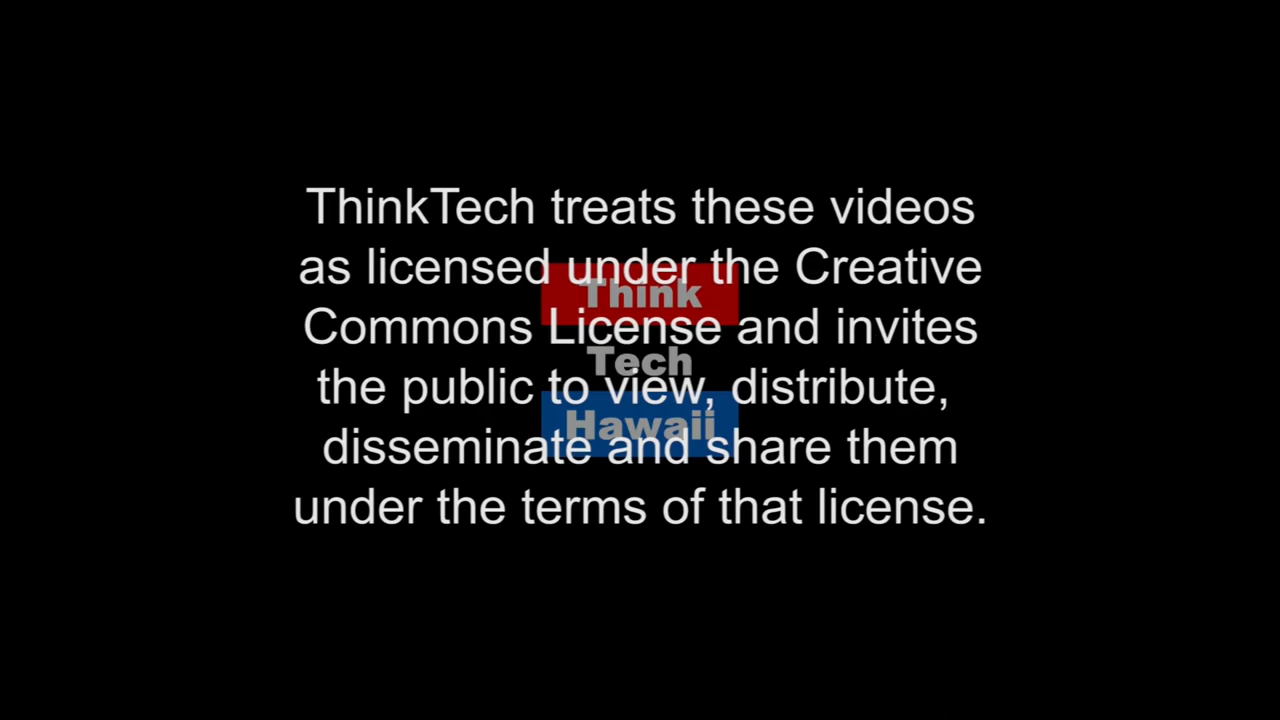 ThinkTech treats these videos
as licensed under the Creative
Think
Commons License and invites
Tech
the public to view, distribute,
Hawaii
disseminate and share them
under the terms of that license.